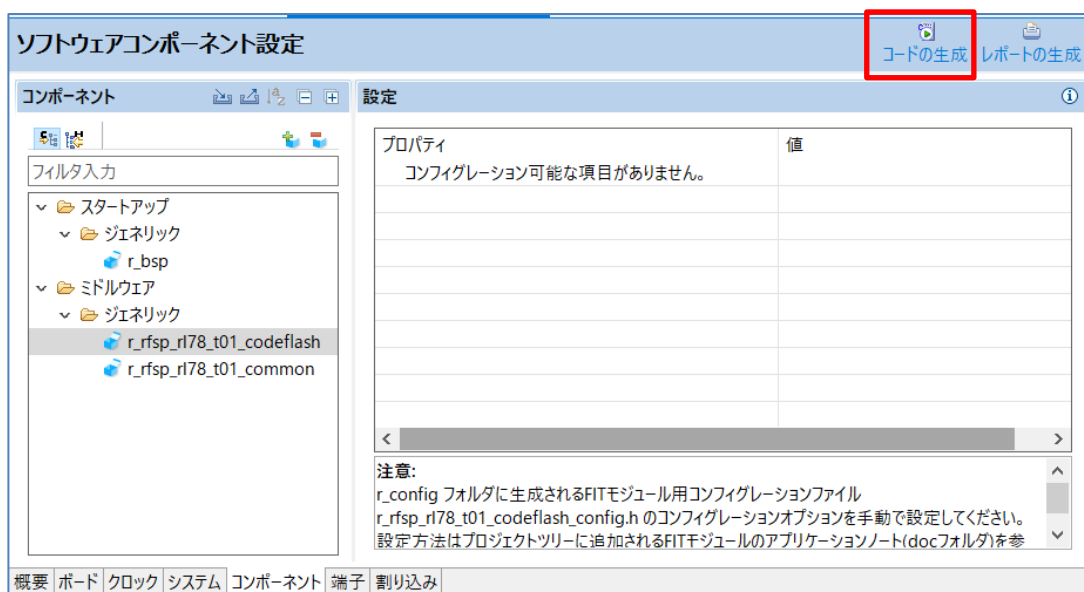 ソフトウェアコンポーネント設定
コードの生成 レポートの生成
コンポーネント
設定
フィルタ入力
スタートアップ
ジェネリック
r_bsp
ミドルウェア
ジェネリック
r_rfsp_rl78_t01_codeflash
r_rfsp_rl78_t01_common
プロパティ 値
コンフィグレーション可能な項目がありません。
注意:
r_config フォルダに生成されるFITモジュール用コンフィグレーションファイル
r_rfsp_rl78_t01_codeflash_config.h のコンフィグレーションオプションを手動で設定してください。
設定方法はプロジェクトツリーに追加されるFITモジュールのアプリケーションノート(docフォルダ)を参
概要 ボード クロック システム コンポーネント 端子 割り込み